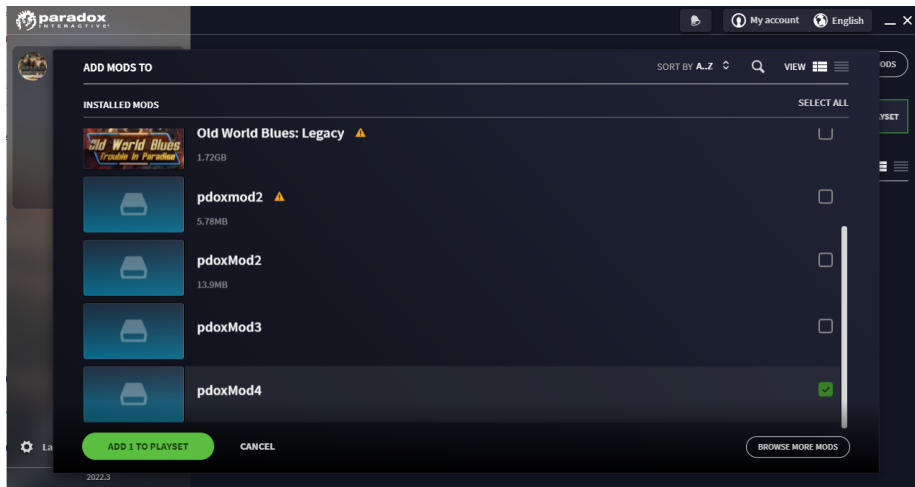 paradox
INTERACTIVE
My account
English
ADD MODS TO
SORT BY A..Z
VIEW
ODS
INSTALLED MODS
SELECT ALL
YSET
Old World Blues
Trouble In Paradise
Old World Blues: Legacy
1.72GB
pdoxmod2
5.78MB
pdoxMod2
13.9MB
pdoxMod3
pdoxMod4
La
ADD 1 TO PLAYSET
CANCEL
BROWSE MORE MODS
2022.3